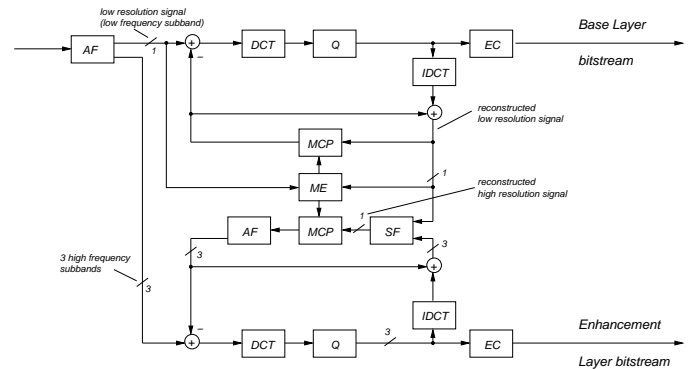 low resolution signal
(low frequency subband)
Base Layer
bitstream
AF
1
−
DCT
Q
EC
IDCT
reconstructed
low resolution signal
MCP
ME
1
reconstructed
high resolution signal
AF
MCP
1
SF
3
3
3 high frequency
subbands
3
IDCT
−
DCT
Q
3
EC
Enhancement
Layer bitstream